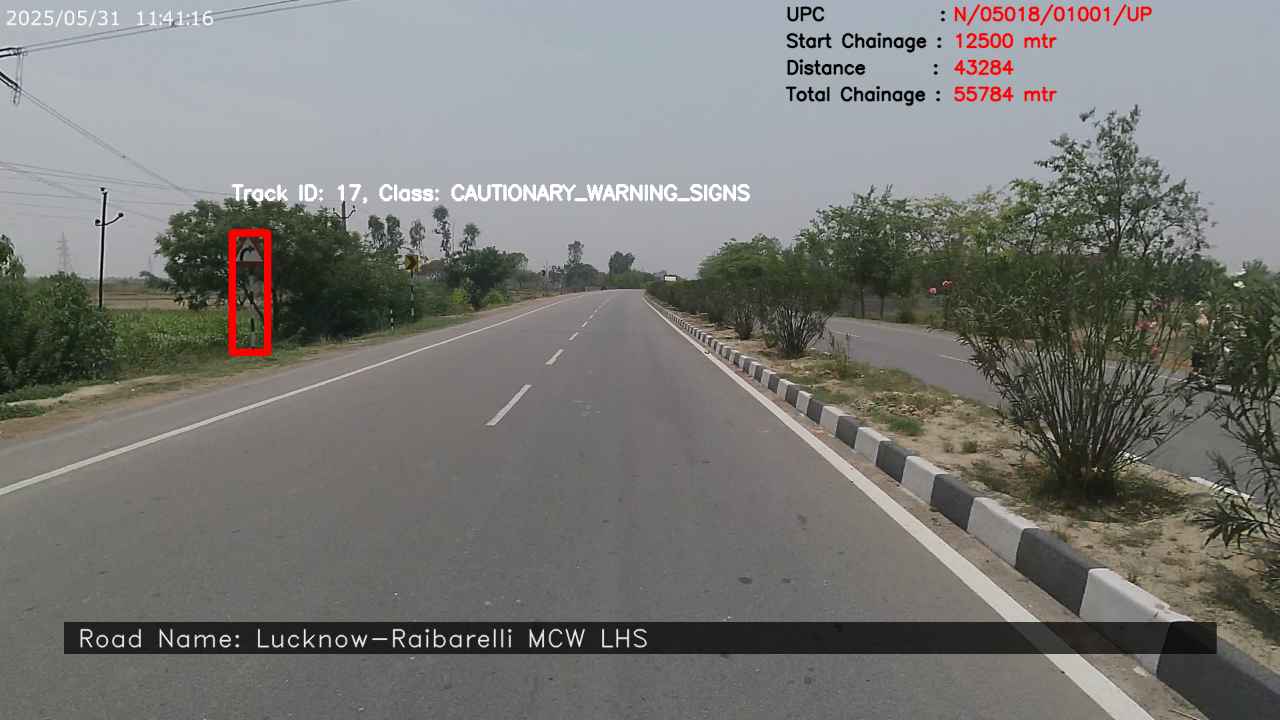 2025/05/31 11:41:16
UPC : N/05018/01001/UP
Start Chainage : 12500 mtr
Distance : 43284
Total Chainage : 55784 mtr
Track ID: 17, Class: CAUTIONARY_WARNING_SIGNS
Road Name: Lucknow-Raibarelli MCW LHS